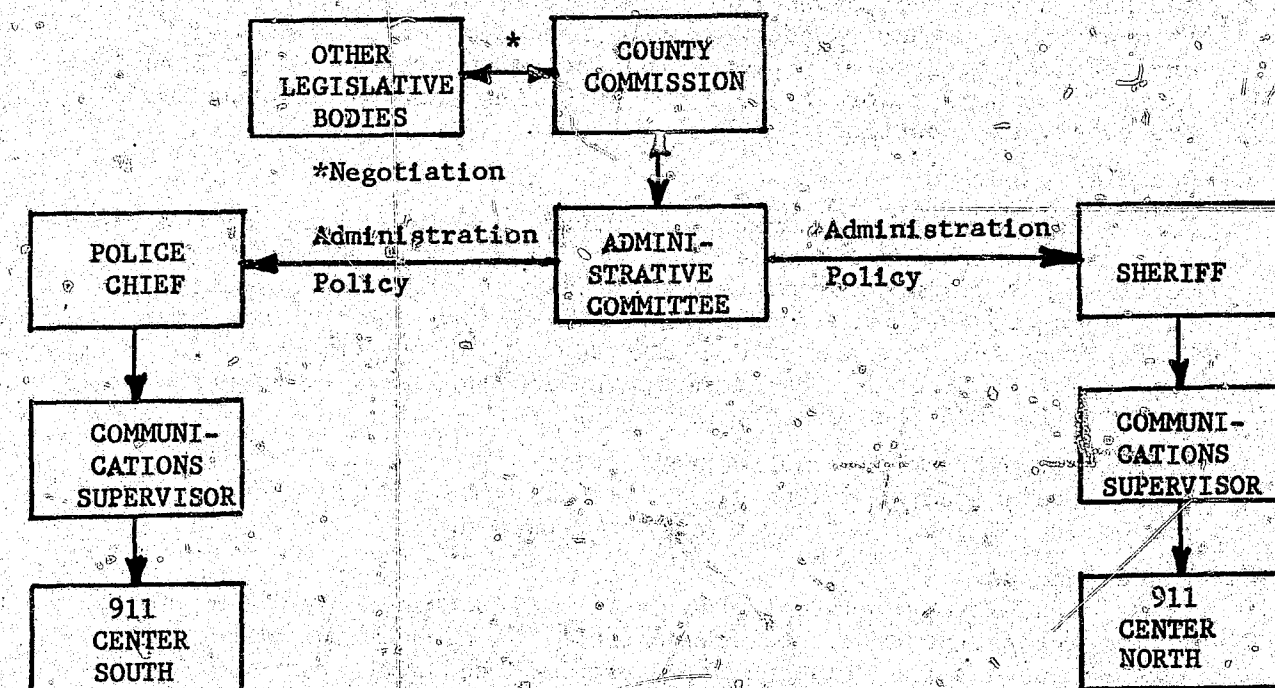 OTHER
LEGISLATIVE
BODIES
*
COUNTY
COMMISSION
*Negotiation
POLICE
CHIEF
Administration
Policy
ADMINI-
STRATIVE
COMMITTEE
Administration
Policy
SHERIFF
COMMUNI-
CATIONS
SUPERVISOR
COMMUNI-
CATIONS
SUPERVISOR
911
CENTER
SOUTH
911
CENTER
NORTH